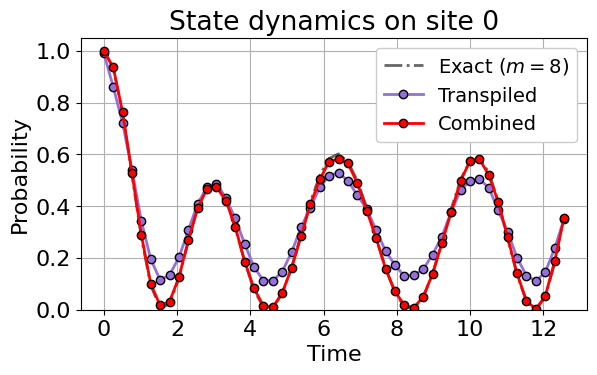 State dynamics on site 0
1.0
0.8
0.6
0.4
0.2
0.0
Probability
Exact (m = 8)
Transpiled
Combined
0 2 4 6 8 10 12
Time